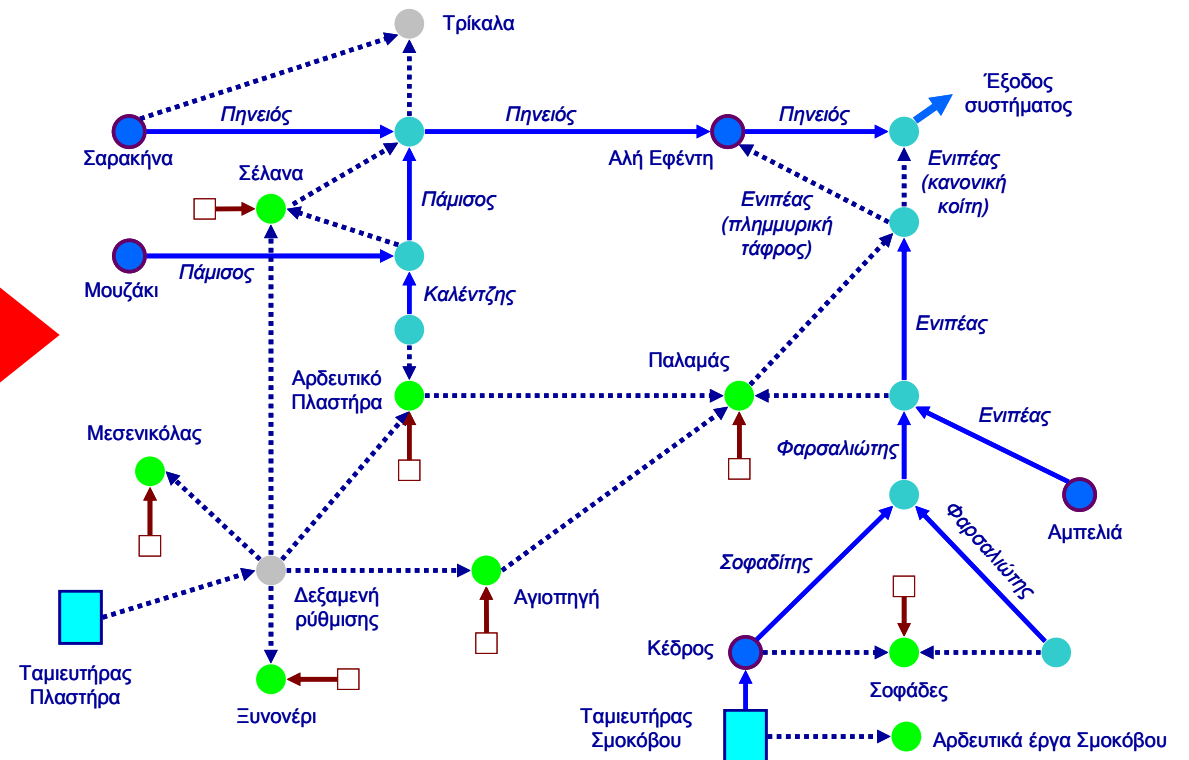 Τρίκαλα
Έξοδος
συστήματος
Πηνειός
Πηνειός
Πηνειός
Σαρακήνα
Αλή Εφέντη
Σέλανα
Ενιπέας
(κανονική
κοίτη)
Πάμισος
Ενιπέας
(πλημμυρική
τάφρος)
Πάμισος
Μουζάκι
Καλέντζης
Ενιπέας
Αρδευτικό
Πλαστήρα
Παλαμάς
Μεσενικόλας
Ενιπέας
Φαρσαλιώτης
Αμπελιά
Φαρσαλιώτης
Σοφαδίτης
Δεξαμενή
ρύθμισης
Αγιοπηγή
Κέδρος
Ταμιευτήρας
Πλαστήρα
Σοφάδες
Ξυνονέρι
Ταμιευτήρας
Σμοκόβου
Αρδευτικά έργα Σμοκόβου